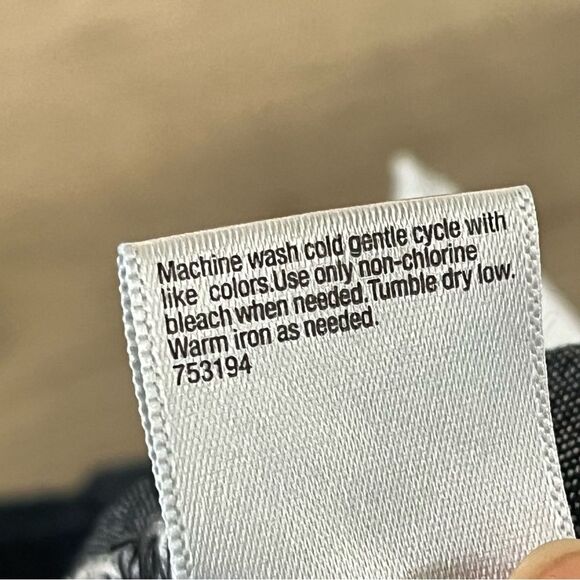 Machine wash cold gentle cycle with
like colors.Use only non-chlorine
bleach when needed.Tumble dry low.
Warm iron as needed.
753194